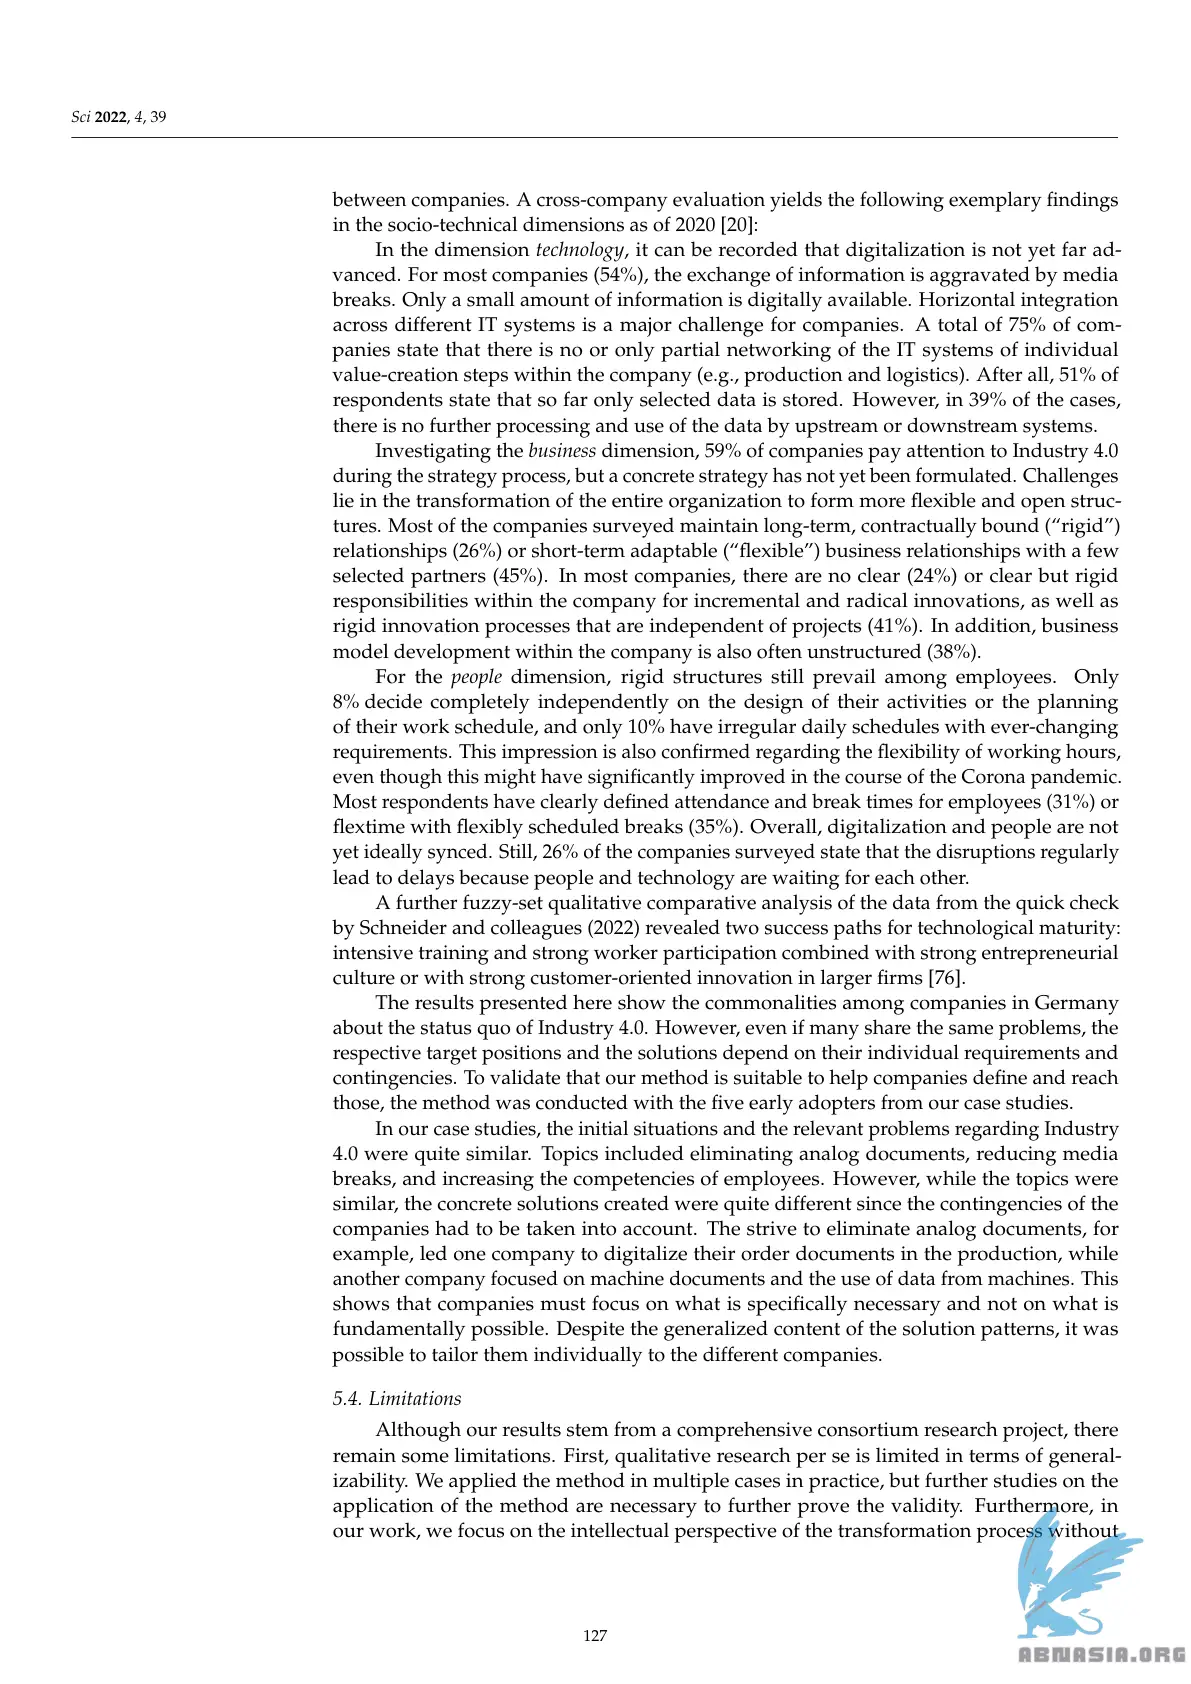 Sci 2022, 4, 39
between companies. A cross-company evaluation yields the following exemplary findings
in the socio-technical dimensions as of 2020 [20]:
In the dimension technology, it can be recorded that digitalization is not yet far ad-
vanced. For most companies (54%), the exchange of information is aggravated by media
breaks. Only a small amount of information is digitally available. Horizontal integration
across different IT systems is a major challenge for companies. A total of 75% of com-
panies state that there is no or only partial networking of the IT systems of individual
value-creation steps within the company (e.g., production and logistics). After all, 51% of
respondents state that so far only selected data is stored. However, in 39% of the cases,
there is no further processing and use of the data by upstream or downstream systems.
Investigating the business dimension, 59% of companies pay attention to Industry 4.0
during the strategy process, but a concrete strategy has not yet been formulated. Challenges
lie in the transformation of the entire organization to form more flexible and open struc-
tures. Most of the companies surveyed maintain long-term, contractually bound (“rigid”)
relationships (26%) or short-term adaptable (“flexible”) business relationships with a few
selected partners (45%). In most companies, there are no clear (24%) or clear but rigid
responsibilities within the company for incremental and radical innovations, as well as
rigid innovation processes that are independent of projects (41%). In addition, business
model development within the company is also often unstructured (38%).
For the people dimension, rigid structures still prevail among employees. Only
8% decide completely independently on the design of their activities or the planning
of their work schedule, and only 10% have irregular daily schedules with ever-changing
requirements. This impression is also confirmed regarding the flexibility of working hours,
even though this might have significantly improved in the course of the Corona pandemic.
Most respondents have clearly defined attendance and break times for employees (31%) or
flextime with flexibly scheduled breaks (35%). Overall, digitalization and people are not
yet ideally synced. Still, 26% of the companies surveyed state that the disruptions regularly
lead to delays because people and technology are waiting for each other.
A further fuzzy-set qualitative comparative analysis of the data from the quick check
by Schneider and colleagues (2022) revealed two success paths for technological maturity:
intensive training and strong worker participation combined with strong entrepreneurial
culture or with strong customer-oriented innovation in larger firms [76].
The results presented here show the commonalities among companies in Germany
about the status quo of Industry 4.0. However, even if many share the same problems, the
respective target positions and the solutions depend on their individual requirements and
contingencies. To validate that our method is suitable to help companies define and reach
those, the method was conducted with the five early adopters from our case studies.
In our case studies, the initial situations and the relevant problems regarding Industry
4.0 were quite similar. Topics included eliminating analog documents, reducing media
breaks, and increasing the competencies of employees. However, while the topics were
similar, the concrete solutions created were quite different since the contingencies of the
companies had to be taken into account. The strive to eliminate analog documents, for
example, led one company to digitalize their order documents in the production, while
another company focused on machine documents and the use of data from machines. This
shows that companies must focus on what is specifically necessary and not on what is
fundamentally possible. Despite the generalized content of the solution patterns, it was
possible to tailor them individually to the different companies.
5.4. Limitations
Although our results stem from a comprehensive consortium research project, there
remain some limitations. First, qualitative research per se is limited in terms of general-
izability. We applied the method in multiple cases in practice, but further studies on the
application of the method are necessary to further prove the validity. Furthermore, in
our work, we focus on the intellectual perspective of the transformation process without
127
ABNASIA.ORG